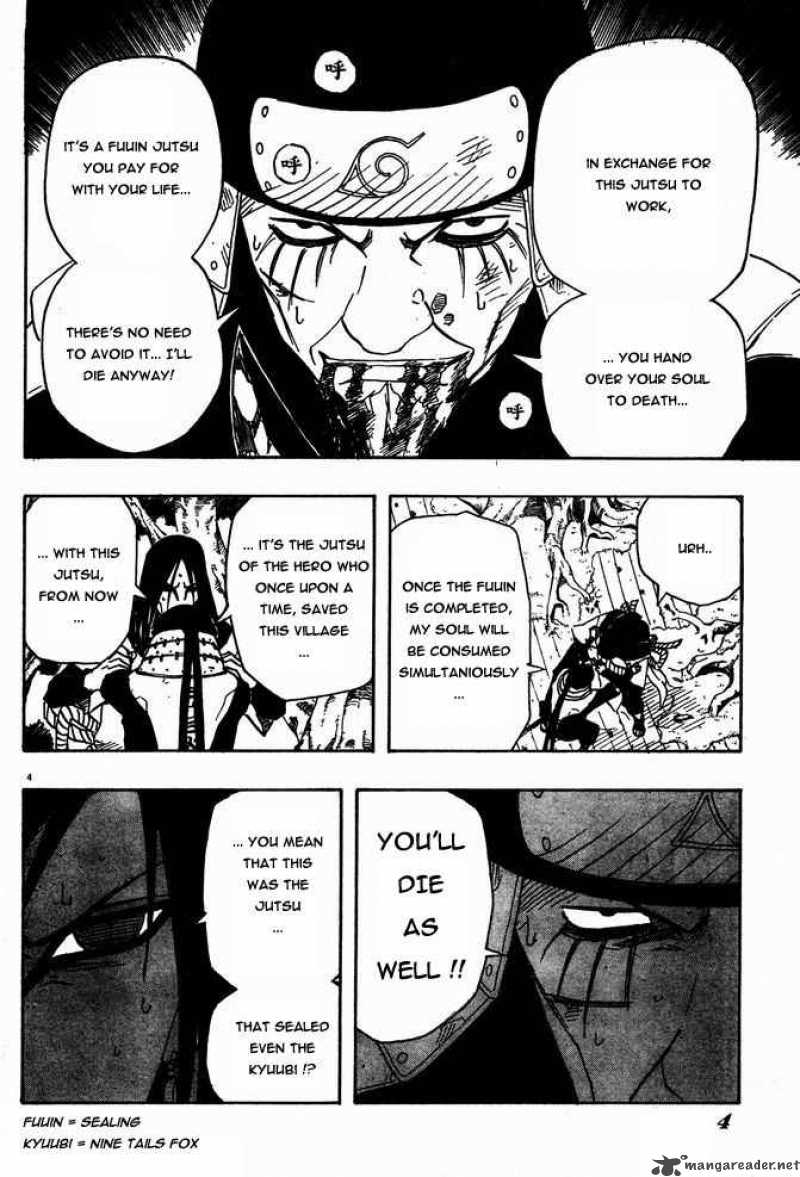 IN EXCHANGE FOR
THIS JUTSU TO
WORK,
... YOU HAND
OVER YOUR SOUL
TO DEATH...
呼
呼
呼
IT'S A FUUIN JUTSU
YOU PAY FOR
WITH YOUR LIFE...
THERE'S NO NEED
TO AVOID IT... I'LL
DIE ANYWAY!
URH..
ONCE THE FUUIN
IS COMPLETED,
MY SOUL WILL
BE CONSUMED
SIMULTANIOUSLY
...
... IT'S THE JUTSU
OF THE HERO WHO
ONCE UPON A
TIME, SAVED
THIS VILLAGE
...
... WITH THIS
JUTSU,
FROM NOW
...
4
YOU'LL
DIE
AS
WELL !!
... YOU MEAN
THAT THIS
WAS THE
JUTSU
...
THAT SEALED
EVEN THE
KYUUBI !?
FUUIN = SEALING
KYUUBI = NINE TAILS FOX
4
mangareader.net